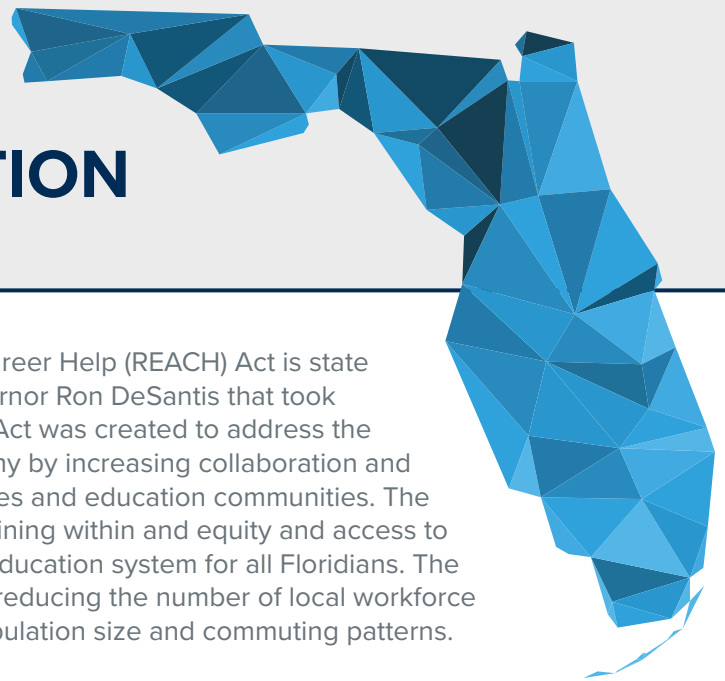 TION
reer Help (REACH) Act is state
rnor Ron DeSantis that took
Act was created to address the
ny by increasing collaboration and
es and education communities. The
ining within and equity and access to
ducation system for all Floridians. The
reducing the number of local workforce
pulation size and commuting patterns.